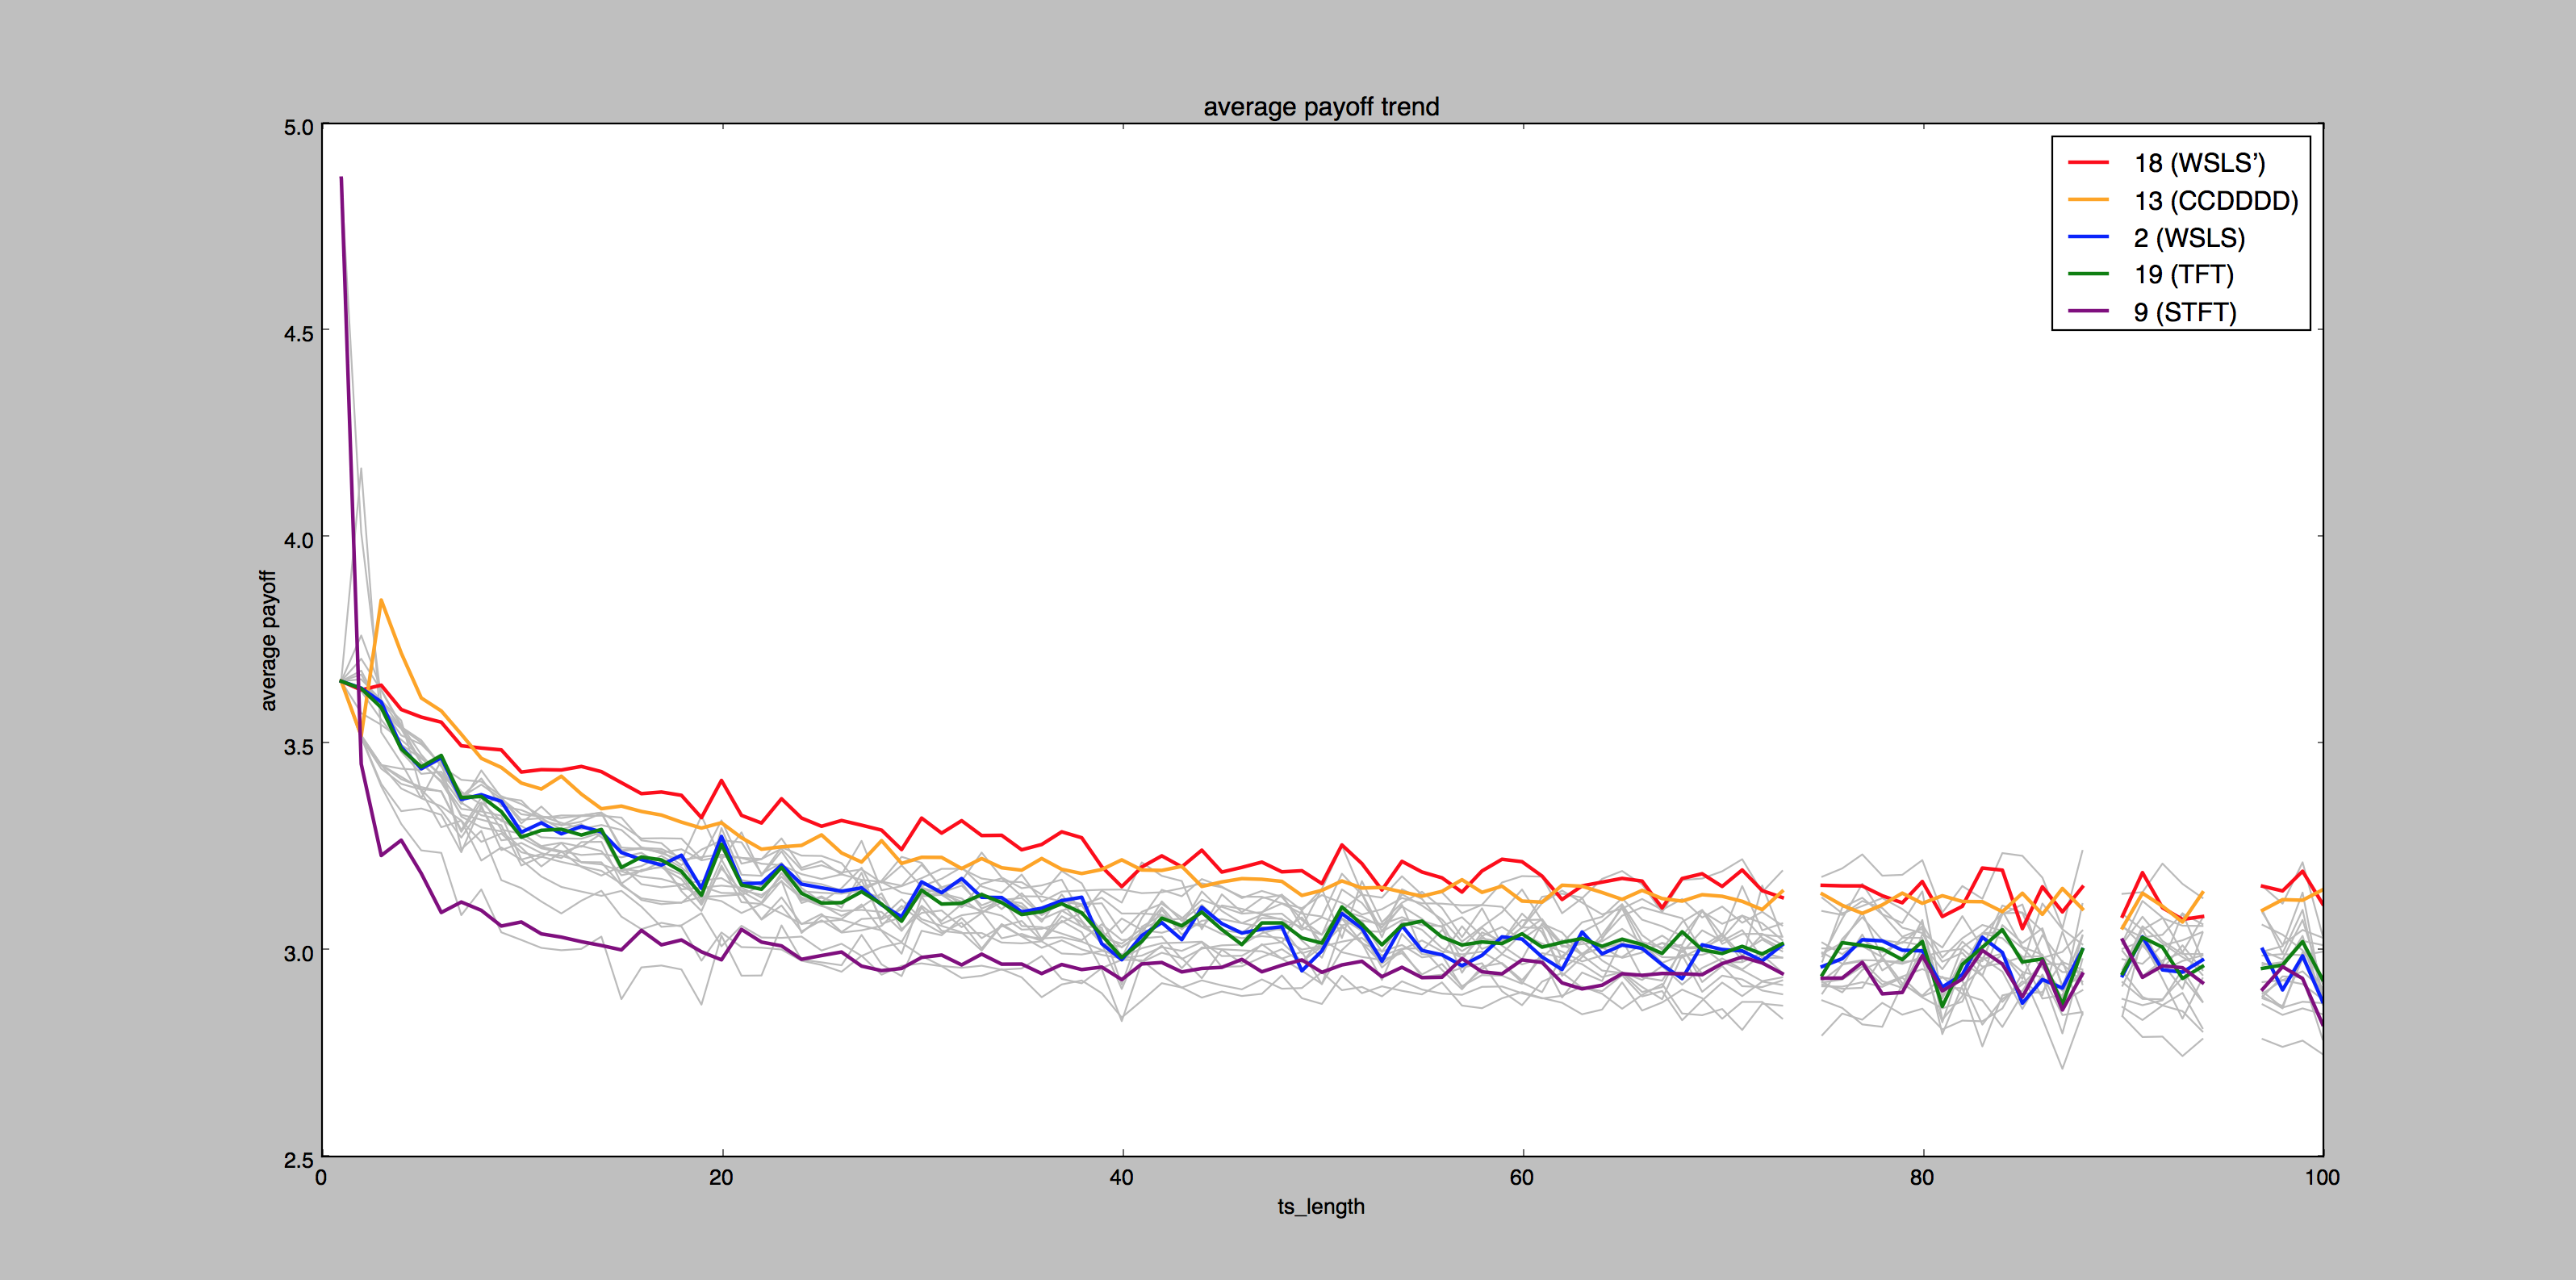 average payoff trend
5.0
4.5
4.0
3.5
3.0
2.5
average payoff
18 (WSLS’)
13 (CCDDDD)
2 (WSLS)
19 (TFT)
9 (STFT)
0 20 40 60 80 100
ts_length